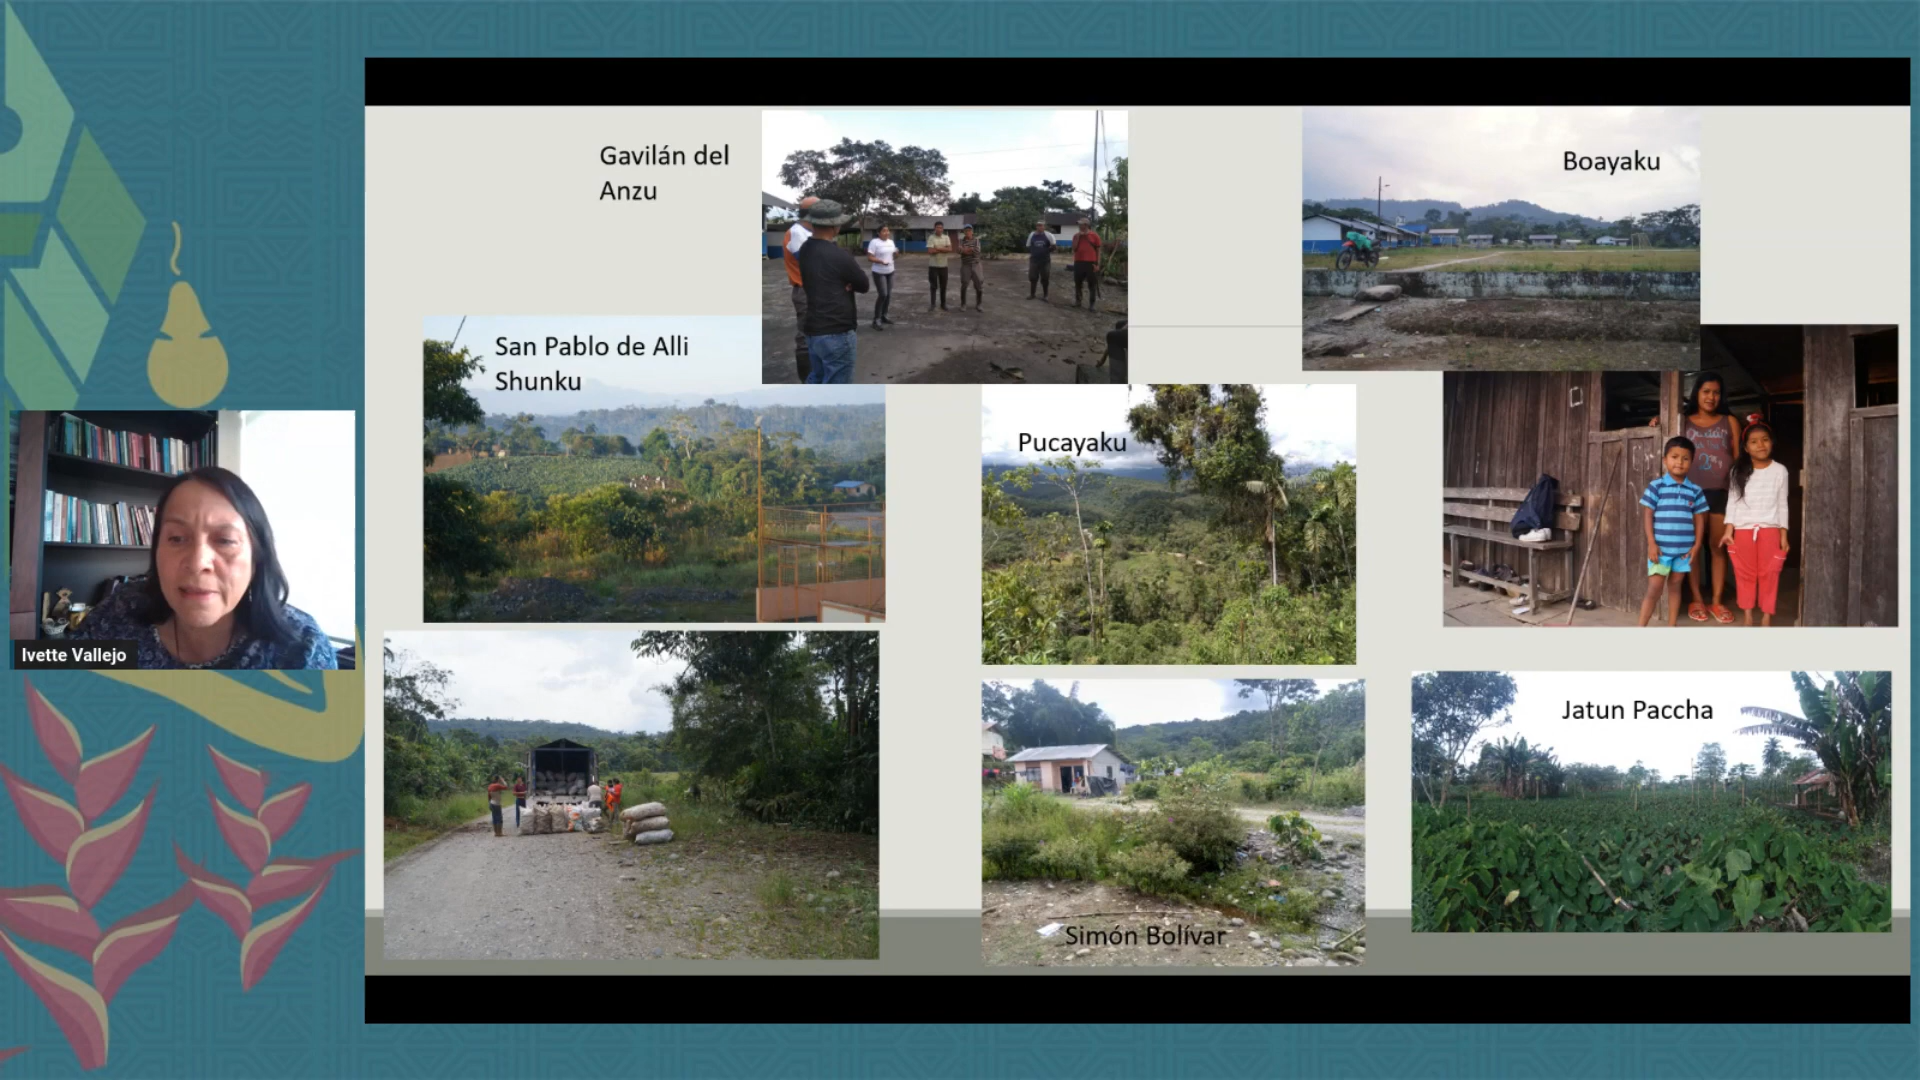 Gavilán del
Anzu
Boayaku
San Pablo de Alli
Shunku
Pucayaku
Ivette Vallejo
Jatun Paccha
Simón Bolívar